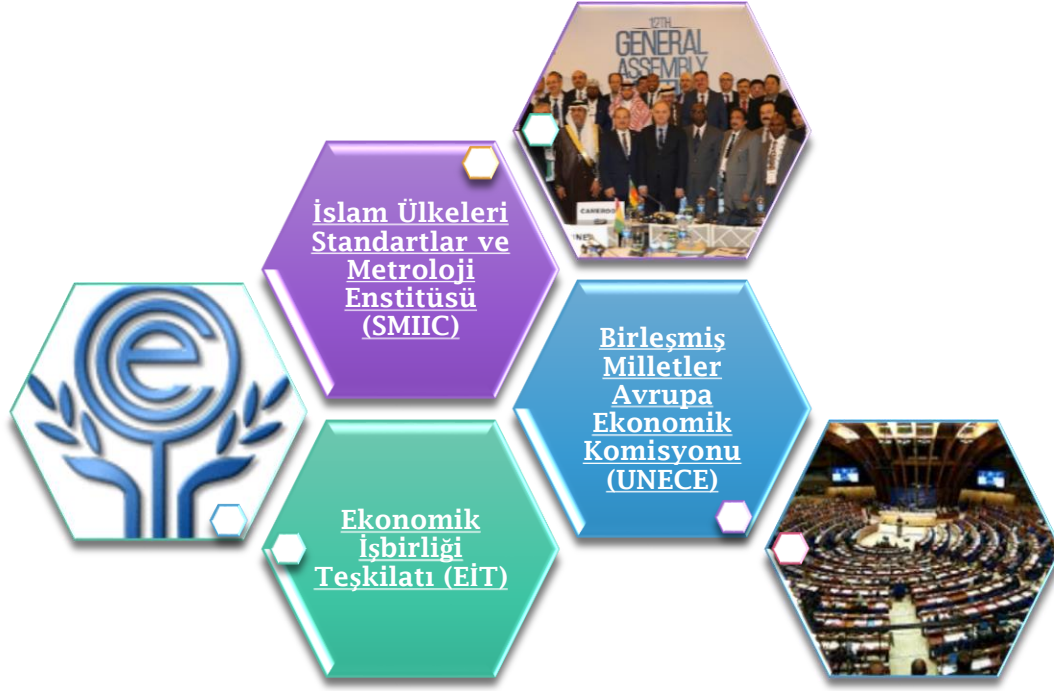 12TH
GENERAL
ASSEMBLY
CAMEROO
İslam Ülkeleri
Standartlar ve
Metroloji
Enstitüsü
(SMIIC)
Birleşmiş
Milletler
Avrupa
Ekonomik
Komisyonu
(UNECE)
Ekonomik
İşbirliği
Teşkilatı (EİT)